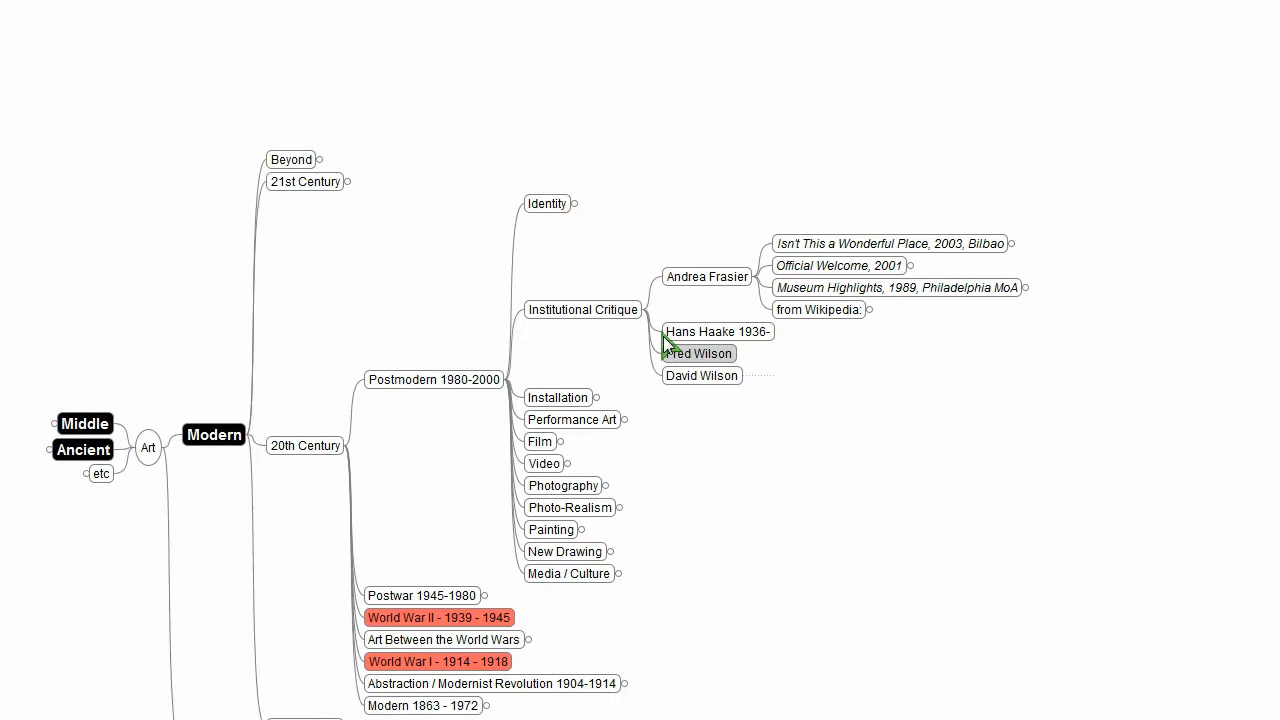 Beyond
21st Century
Identity
Isn't This a Wonderful Place, 2003, Bilbao
Official Welcome, 2001
Andrea Frasier
Museum Highlights, 1989, Philadelphia MoA
Institutional Critique
from Wikipedia:
Hans Haake 1936-
Fred Wilson
David Wilson
Postmodern 1980-2000
Installation
Performance Art
Film
Video
Photography
Photo-Realism
Painting
New Drawing
Media / Culture
Middle
Modern
Ancient
Art
20th Century
etc
Postwar 1945-1980
World War II - 1939 - 1945
Art Between the World Wars
World War I - 1914 - 1918
Abstraction / Modernist Revolution 1904-1914
Modern 1863 - 1972